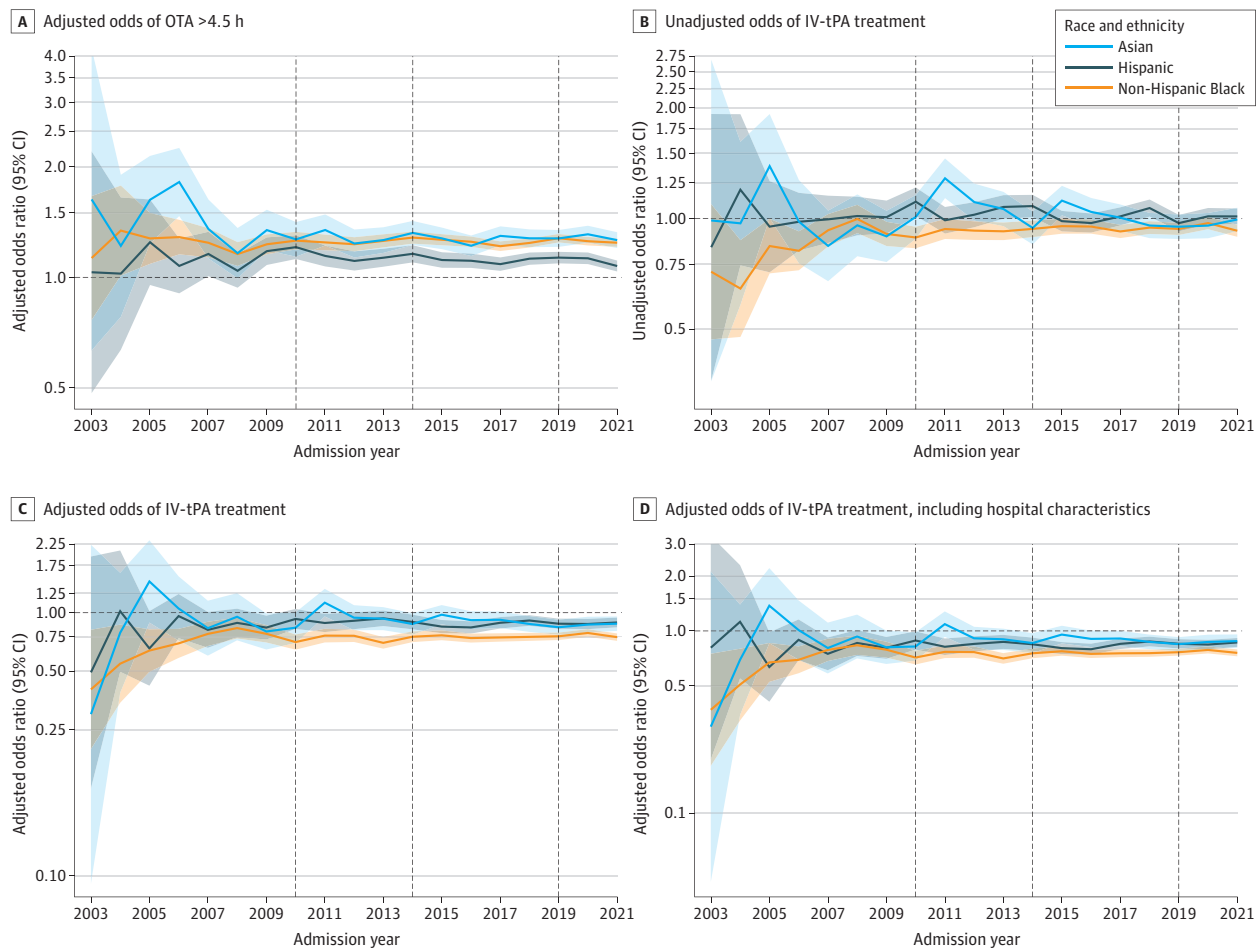 A Adjusted odds of OTA >4.5 h
4.0
3.5
3.0
2.5
2.0
1.5
1.0
0.5
Adjusted odds ratio (95% CI)
2003 2005 2007 2009 2011 2013 2015 2017 2019 2021
Admission year
B Unadjusted odds of IV-tPA treatment
Race and ethnicity
Asian
Hispanic
Non-Hispanic Black
2.75
2.50
2.25
2.00
1.75
1.50
1.25
1.00
0.75
0.5
Unadjusted odds ratio (95% CI)
2003 2005 2007 2009 2011 2013 2015 2017 2019 2021
Admission year
C Adjusted odds of IV-tPA treatment
2.25
1.75
1.25
1.00
0.75
0.50
0.25
0.10
Adjusted odds ratio (95% CI)
2003 2005 2007 2009 2011 2013 2015 2017 2019 2021
Admission year
D Adjusted odds of IV-tPA treatment, including hospital characteristics
3.0
2.0
1.5
1.0
0.5
0.1
Adjusted odds ratio (95% CI)
2003 2005 2007 2009 2011 2013 2015 2017 2019 2021
Admission year